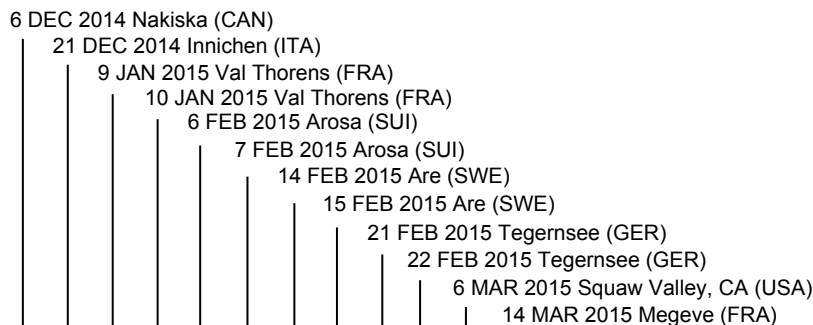 6 DEC 2014 Nakiska (CAN)
21 DEC 2014 Innichen (ITA)
9 JAN 2015 Val Thorens (FRA)
10 JAN 2015 Val Thorens (FRA)
6 FEB 2015 Arosa (SUI)
7 FEB 2015 Arosa (SUI)
14 FEB 2015 Are (SWE)
15 FEB 2015 Are (SWE)
21 FEB 2015 Tegernsee (GER)
22 FEB 2015 Tegernsee (GER)
6 MAR 2015 Squaw Valley, CA (USA)
14 MAR 2015 Megeve (FRA)